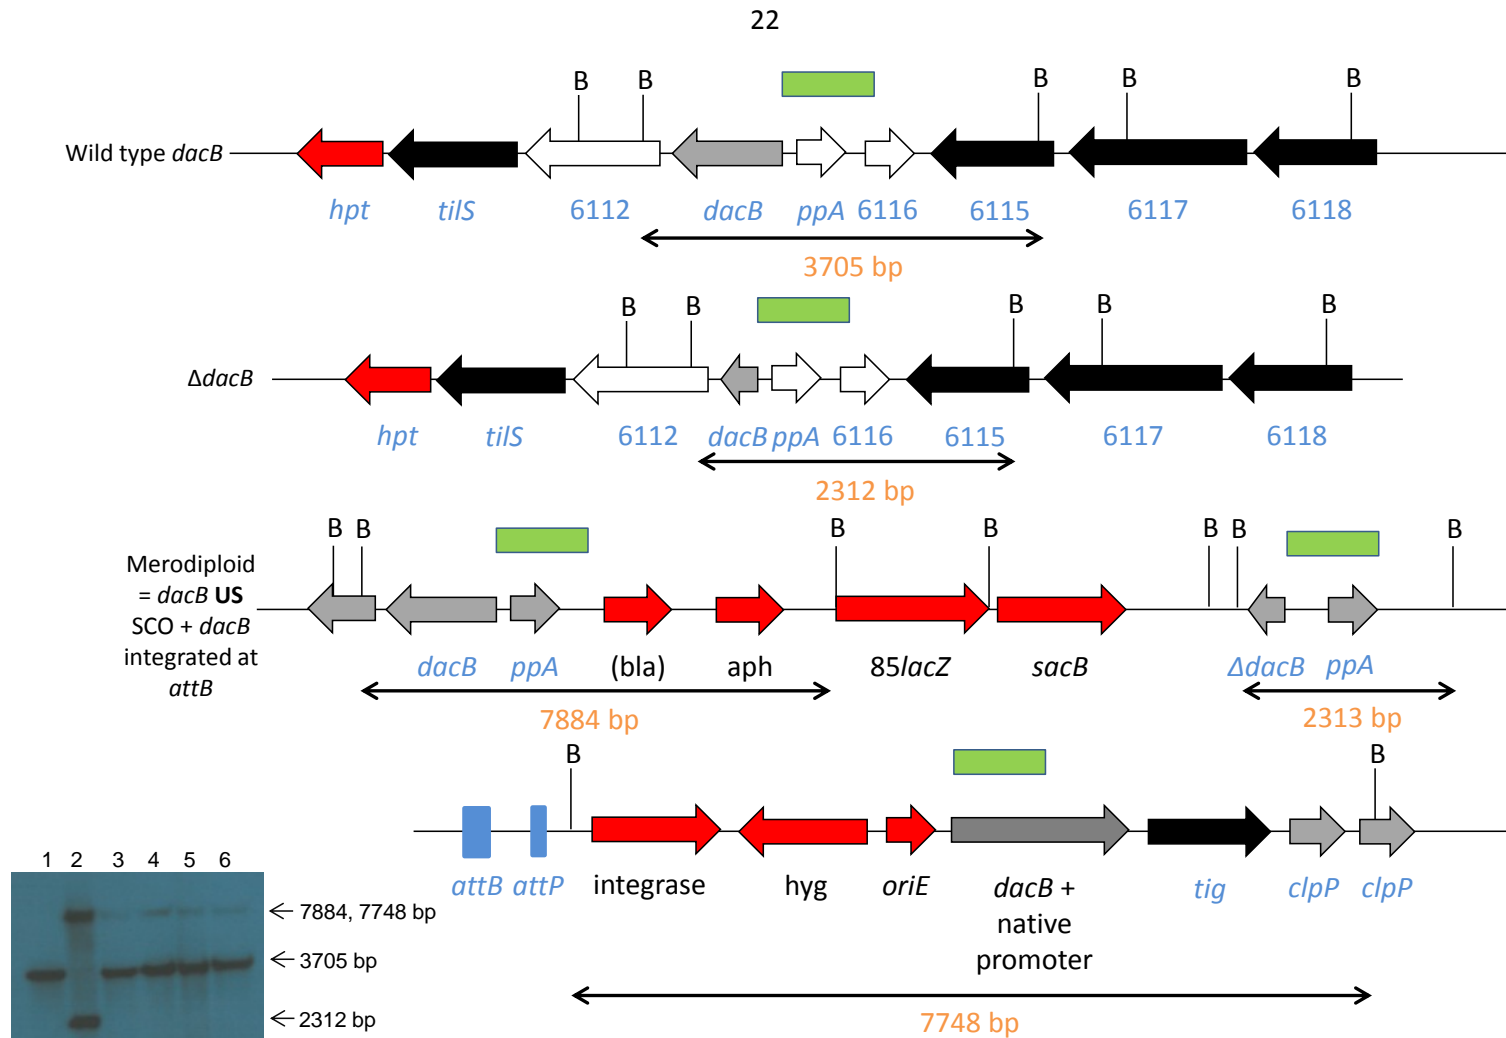 22
B B B B B
Wild type dacB
hpt tilS 6112 dacB ppA 6116 6115 6117 6118
3705 bp
B B B B B
ΔdacB
hpt tilS 6112 dacB ppA 6116 6115 6117 6118
2312 bp
B B B B B B B
Merodiploid
= dacB US
SCO + dacB
integrated at
attB
dacB ppA (bla) aph 85lacZ sacB ΔdacB ppA
7884 bp 2313 bp
B B
attB attP integrase hyg oriE dacB + tig clpP clpP
native
promoter
7748 bp
1 2 3 4 5 6
7884, 7748 bp
3705 bp
2312 bp